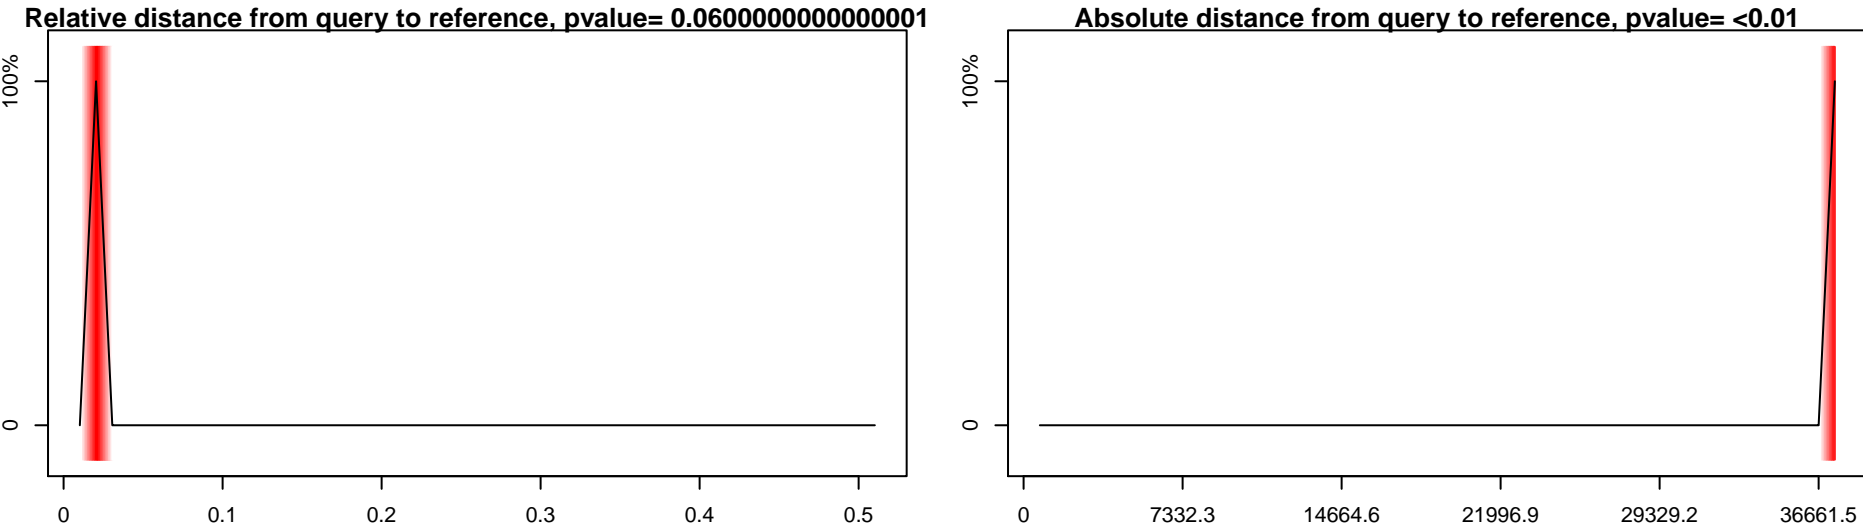 Relative distance from query to reference, pvalue= 0.0600000000000001
100%
0
0 0.1 0.2 0.3 0.4 0.5
Absolute distance from query to reference, pvalue= <0.01
100%
0
0 7332.3 14664.6 21996.9 29329.2 36661.5